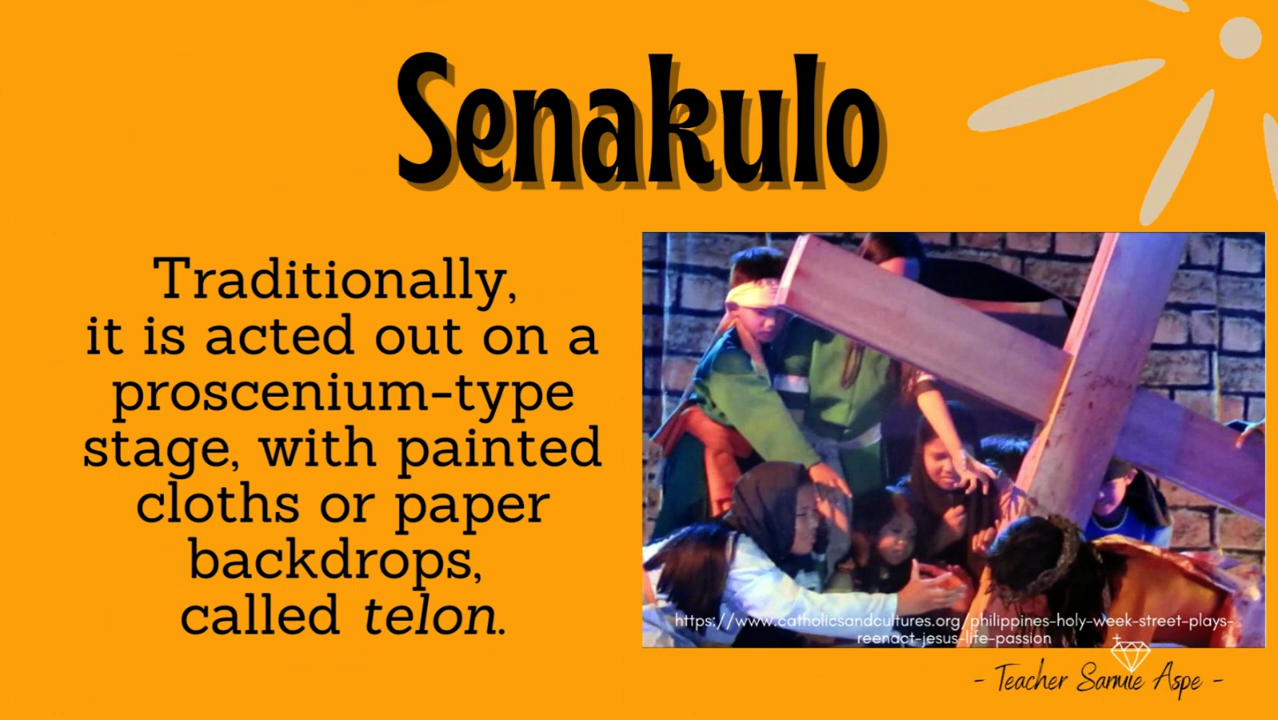 Senakulo
Traditionally,
it is acted out on a
proscenium-type
stage, with painted
cloths or paper
backdrops,
called telon.
https://www.catholicsandcultures.org/philippines-holy-week-street-plays-
reenact-jesus-life-passion
- Teacher Samie Aspe -